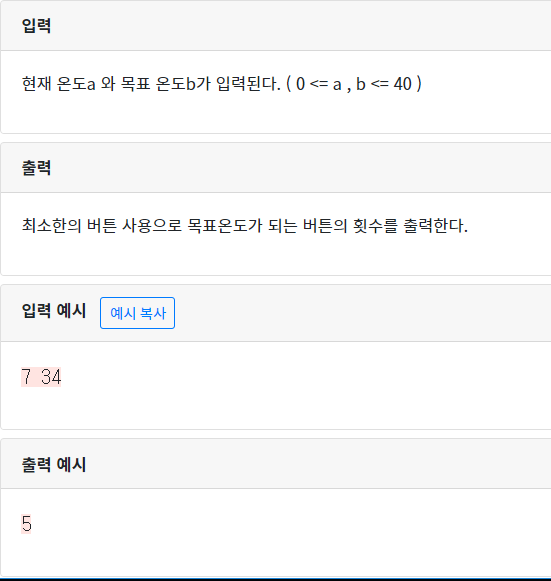 입력
현재 온도a 와 목표 온도b가 입력된다. ( 0 <= a , b <= 40 )
출력
최소한의 버튼 사용으로 목표온도가 되는 버튼의 횟수를 출력한다.
입력 예시 예시 복사
7 34
출력 예시
5